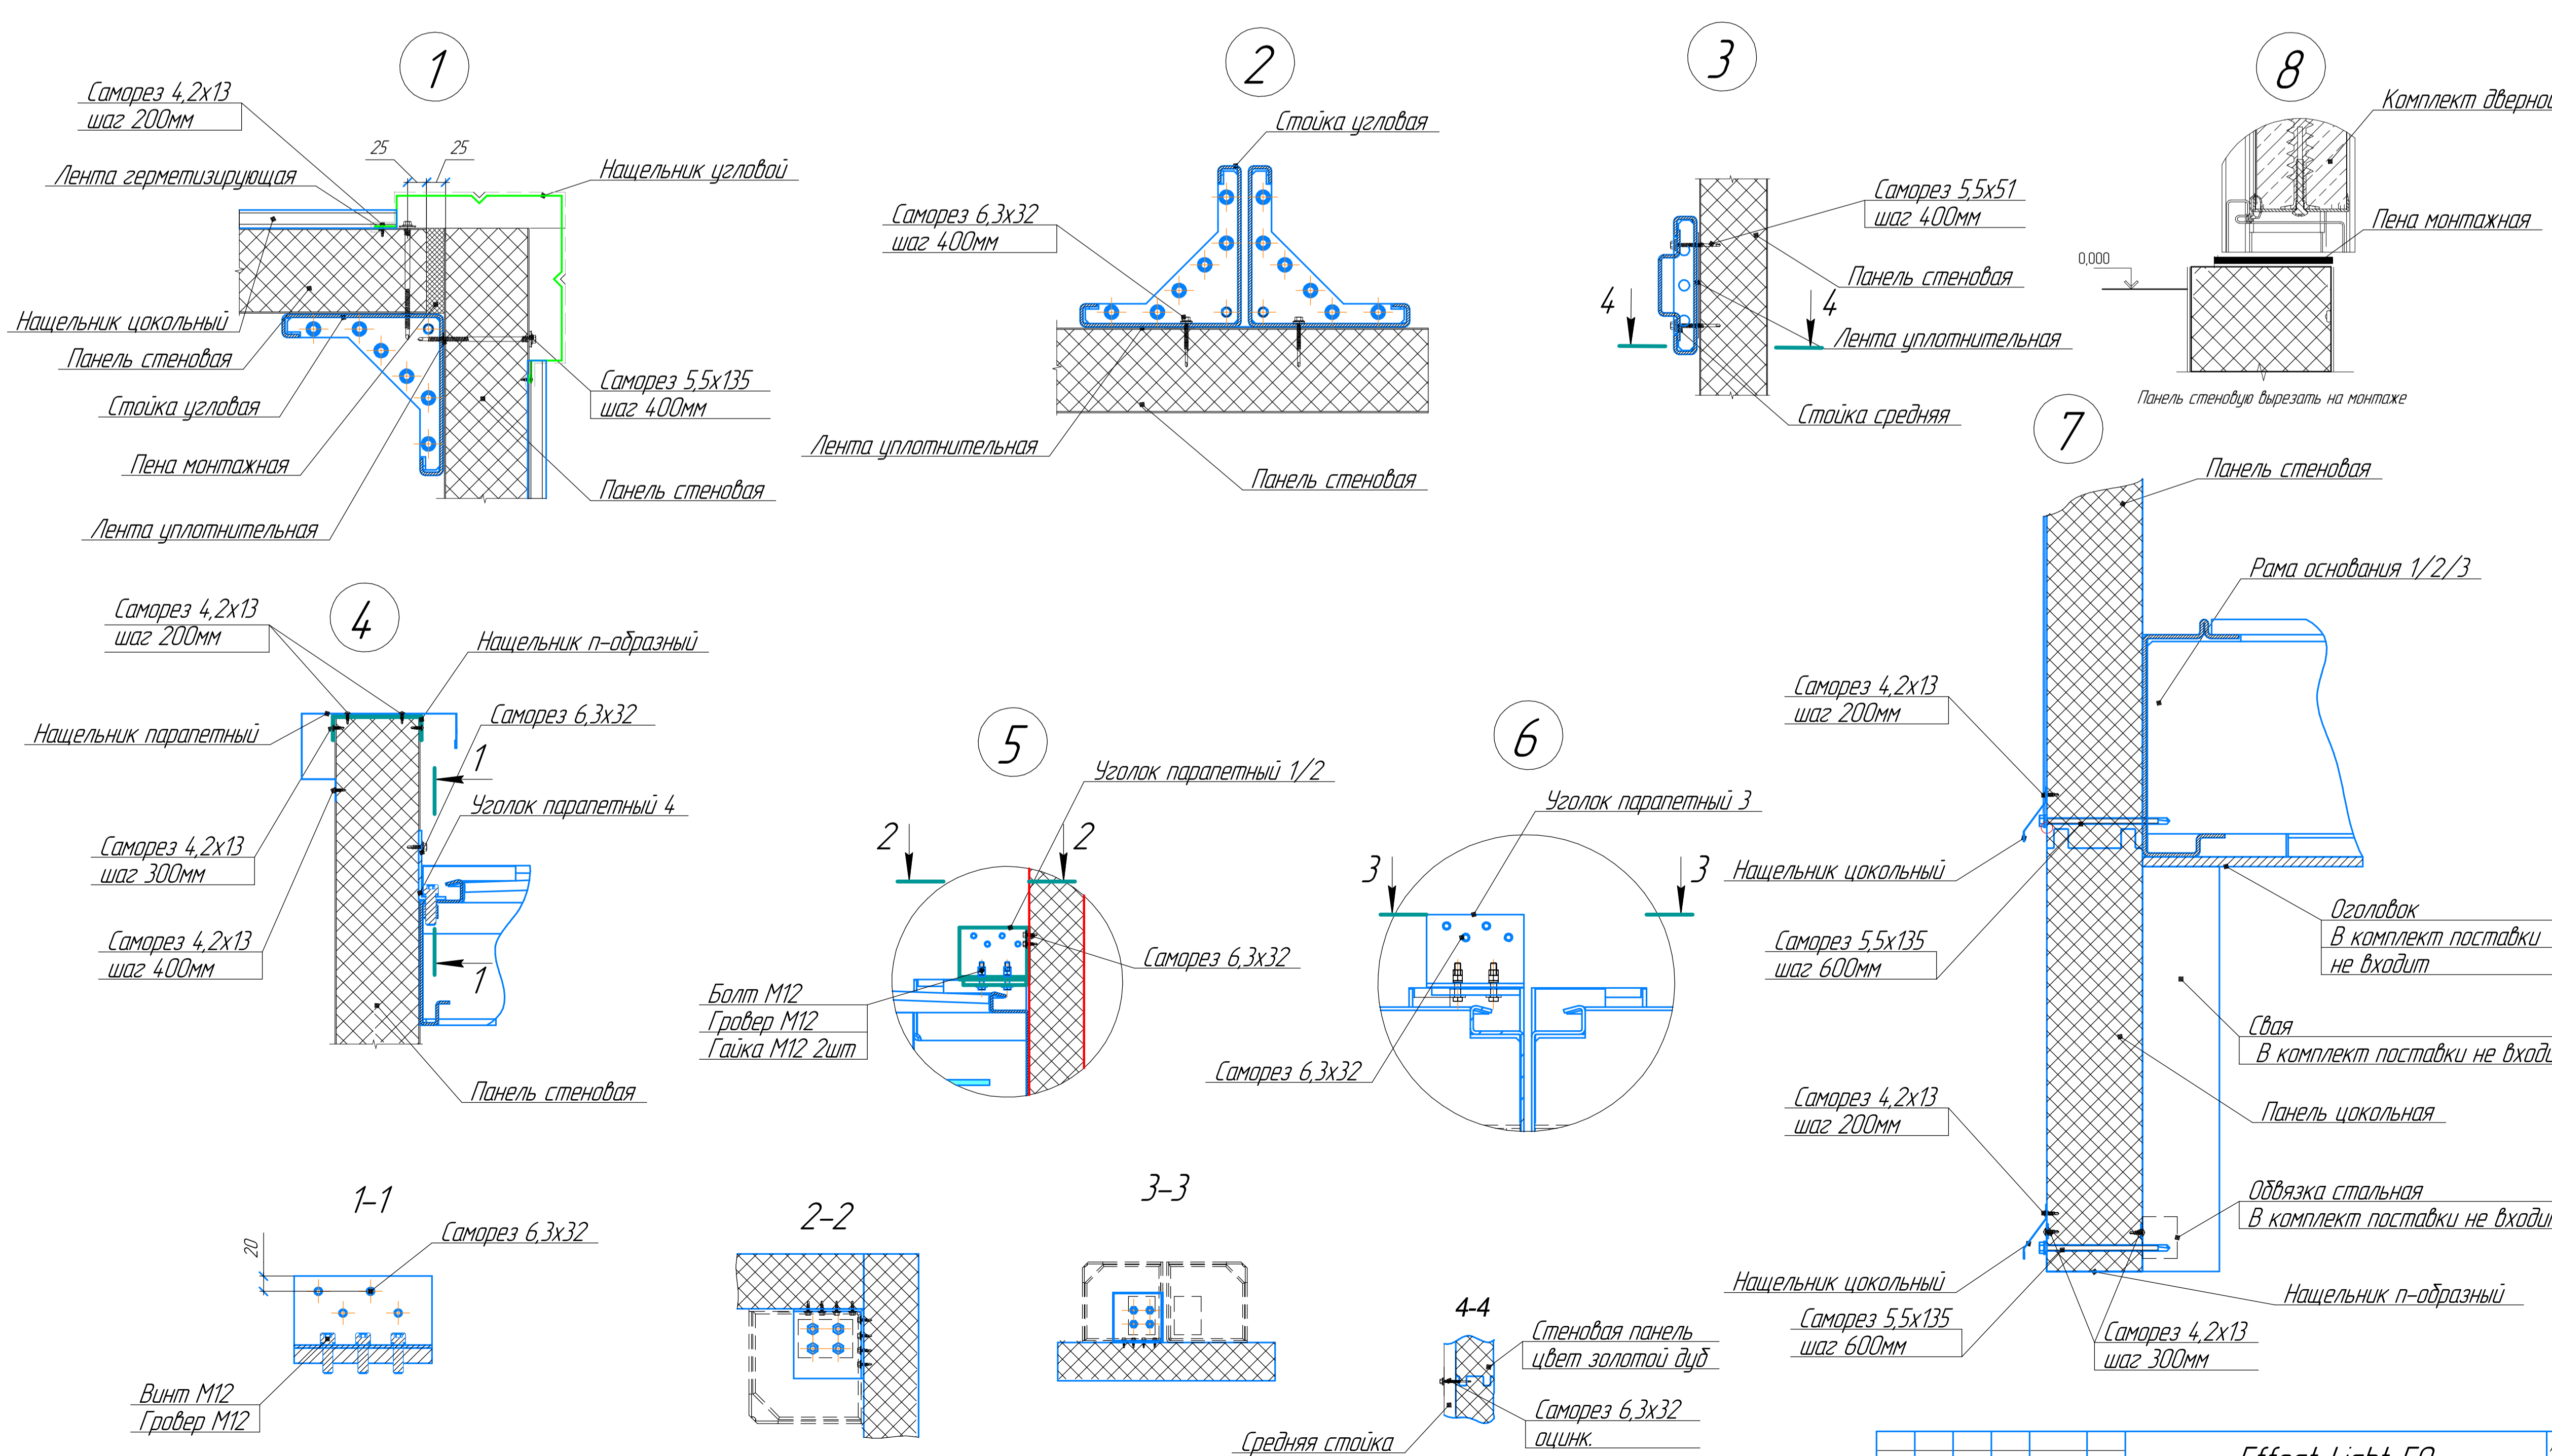 1
Саморез 4,2х13
шаг 200мм
Лента герметизирующая
25
25
Нащельник угловой
Нащельник цокольный
Панель стеновая
Стойка угловая
Пена монтажная
Лента уплотнительная
Саморез 5,5х135
шаг 400мм
Панель стеновая
2
Стойка угловая
Саморез 6,3х32
шаг 400мм
Лента уплотнительная
Панель стеновая
3
Саморез 5,5х51
шаг 400мм
Панель стеновая
4
4
Лента уплотнительная
Стойка средняя
8
Комплект дверной
Пена монтажная
0,000
Панель стеновую вырезать на монтаже
4
Саморез 4,2х13
шаг 200мм
Нащельник п-образный
Нащельник парапетный
Саморез 6,3х32
1
Уголок парапетный 4
Саморез 4,2х13
шаг 300мм
Саморез 4,2х13
шаг 400мм
1
Панель стеновая
5
Уголок парапетный 1/2
2
2
Саморез 6,3х32
Болт М12
Гровер М12
Гайка М12 2шт
6
Уголок парапетный 3
3
3
Саморез 6,3х32
7
Панель стеновая
Рама основания 1/2/3
Саморез 4,2х13
шаг 200мм
Нащельник цокольный
Оголовок
В комплект поставки
не входит
Саморез 5,5х135
шаг 600мм
Свая
В комплект поставки не входи
Саморез 4,2х13
шаг 200мм
Панель цокольная
Обвязка стальная
В комплект поставки не входит
Нащельник цокольный
Нащельник п-образный
Саморез 5,5х135
шаг 600мм
Саморез 4,2х13
шаг 300мм
1-1
20
Саморез 6,3х32
Винт М12
Гровер М12
2-2
3-3
4-4
Стеновая панель
цвет золотой дуб
Саморез 6,3х32
оцинк.
Средняя стойка